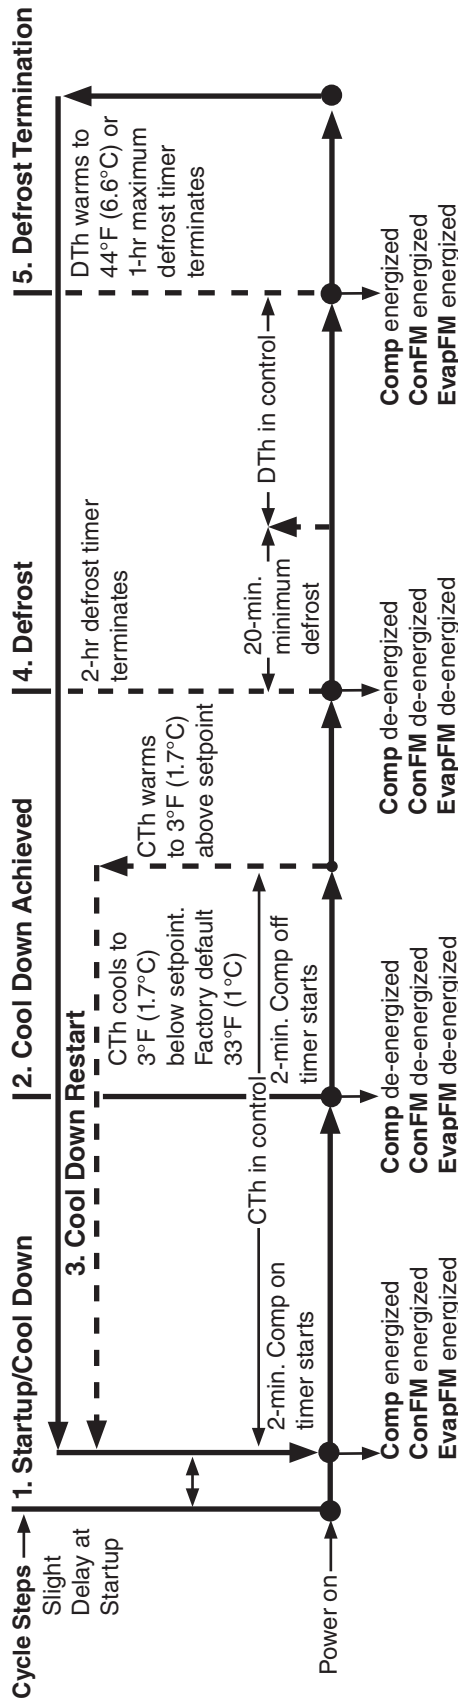 Cycle Steps
Slight
Delay at
Startup
Power on
1. Startup/Cool Down
2-min. Comp on
timer starts
Comp energized
ConFM energized
EvapFM energized
3. Cool Down Restart
CTh in control
2. Cool Down Achieved
CTh cools to
3°F (1.7°C)
below setpoint.
Factory default
33°F (1°C)
2-min. Comp off
timer starts
Comp de-energized
ConFM de-energized
EvapFM de-energized
CTh warms
to 3°F (1.7°C)
above setpoint
4. Defrost
2-hr defrost timer
terminates
20-min.
minimum
defrost
DTh in control
Comp de-energized
ConFM de-energized
EvapFM de-energized
5. Defrost Termination
DTh warms to
44°F (6.6°C) or
1-hr maximum
defrost timer
terminates
Comp energized
ConFM energized
EvapFM energized